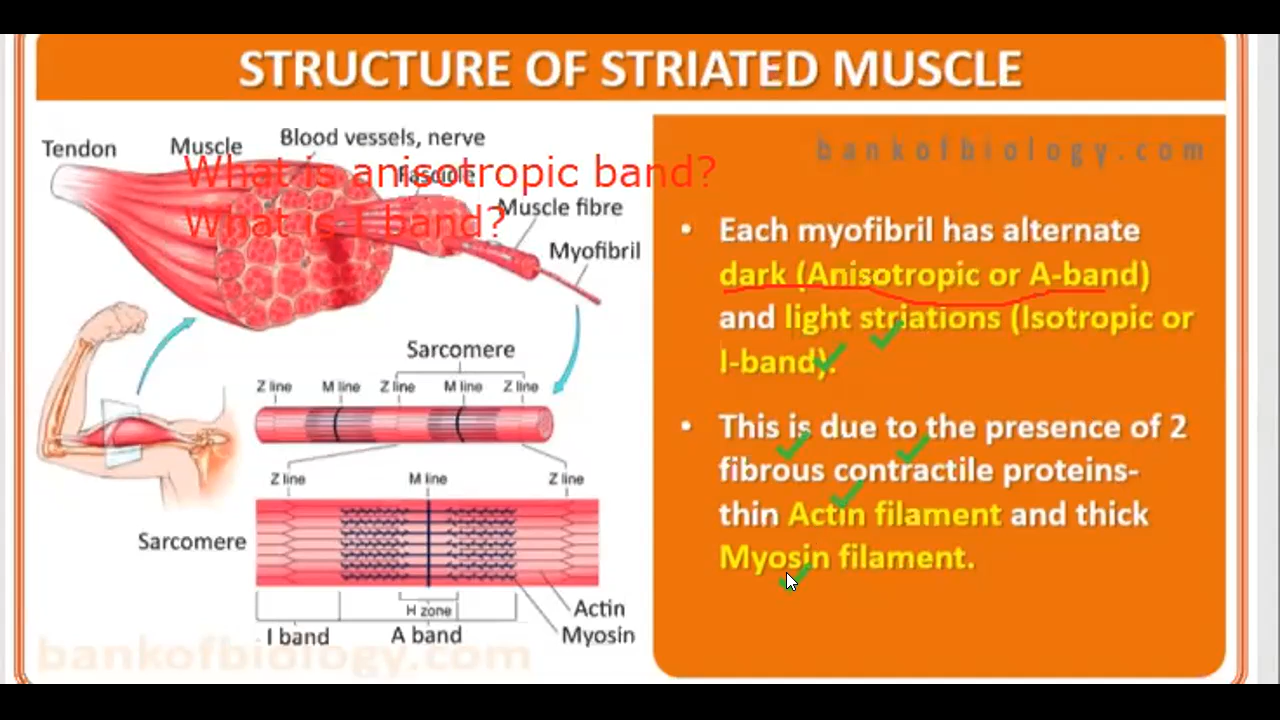 STRUCTURE OF STRIATED MUSCLE
Blood vessels, nerve
Tendon
Muscle
What is anisotropic band?
Fascicle
Muscle fibre
What is I band?
Myofibril
Sarcomere
Z line M line Z line M line Z line
Z line M line Z line
Sarcomere
H zone
I band A band
Actin
Myosin
bankofbiology.com
bankofbiology.com
• Each myofibril has alternate
dark (Anisotropic or A-band)
and light striations (Isotropic or
I-band).
• This is due to the presence of 2
fibrous contractile proteins-
thin Actin filament and thick
Myosin filament.